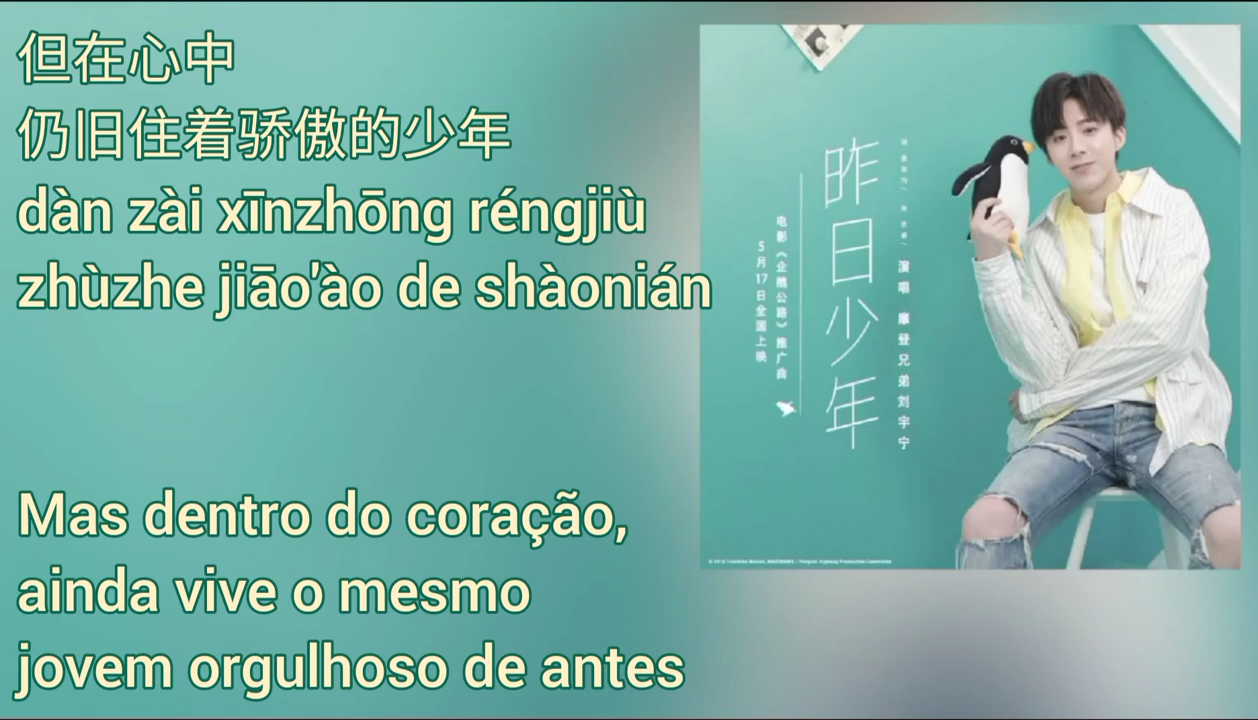 但在心中
仍旧住着骄傲的少年
dàn zài xīnzhōng réngjiù
zhùzhe jiāo'ào de shàonián
Mas dentro do coração,
ainda vive o mesmo
jovem orgulhoso de antes
演唱 摩登兄弟刘宇宁
昨日少年
电影《企鹅公路》推广曲
5月17日全国上映